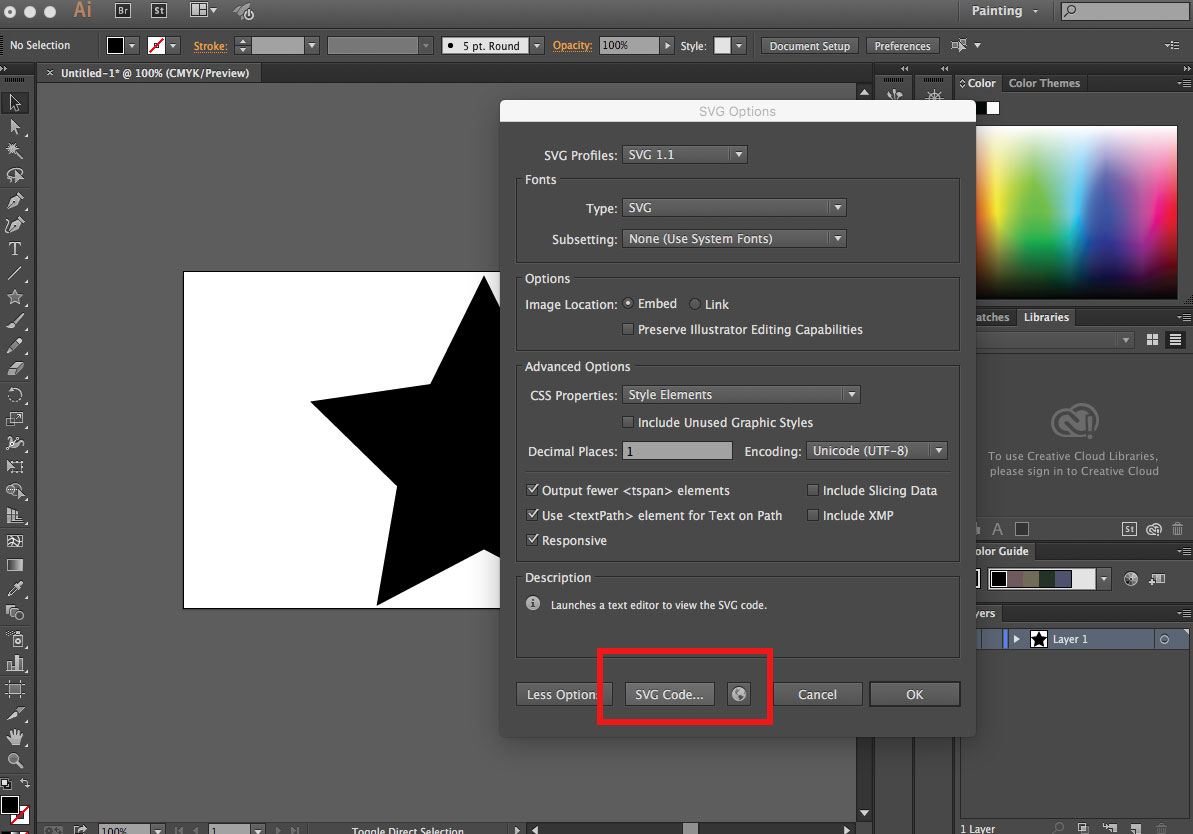 Ai Br St Painting
No Selection Stroke: 5 pt. Round Opacity: 100% Style: Document Setup Preferences
× Untitled-1* @ 100% (CMYK/Preview)
Color Color Themes
SVG Options
SVG Profiles: SVG 1.1
Fonts
Type: SVG
Subsetting: None (Use System Fonts)
Options
Image Location: Embed Link
Preserve Illustrator Editing Capabilities
Advanced Options
CSS Properties: Style Elements
Include Unused Graphic Styles
Decimal Places: 1 Encoding: Unicode (UTF-8)
Output fewer <tspan> elements Include Slicing Data
Use <textPath> element for Text on Path Include XMP
Responsive
Description
Launches a text editor to view the SVG code.
Less Option
SVG Code... Cancel OK
atches Libraries
To use Creative Cloud Libraries,
please sign in to Creative Cloud
A St
olor Guide
yers
Layer 1
T
100% 1 Toggle Direct Selection
1 Layer